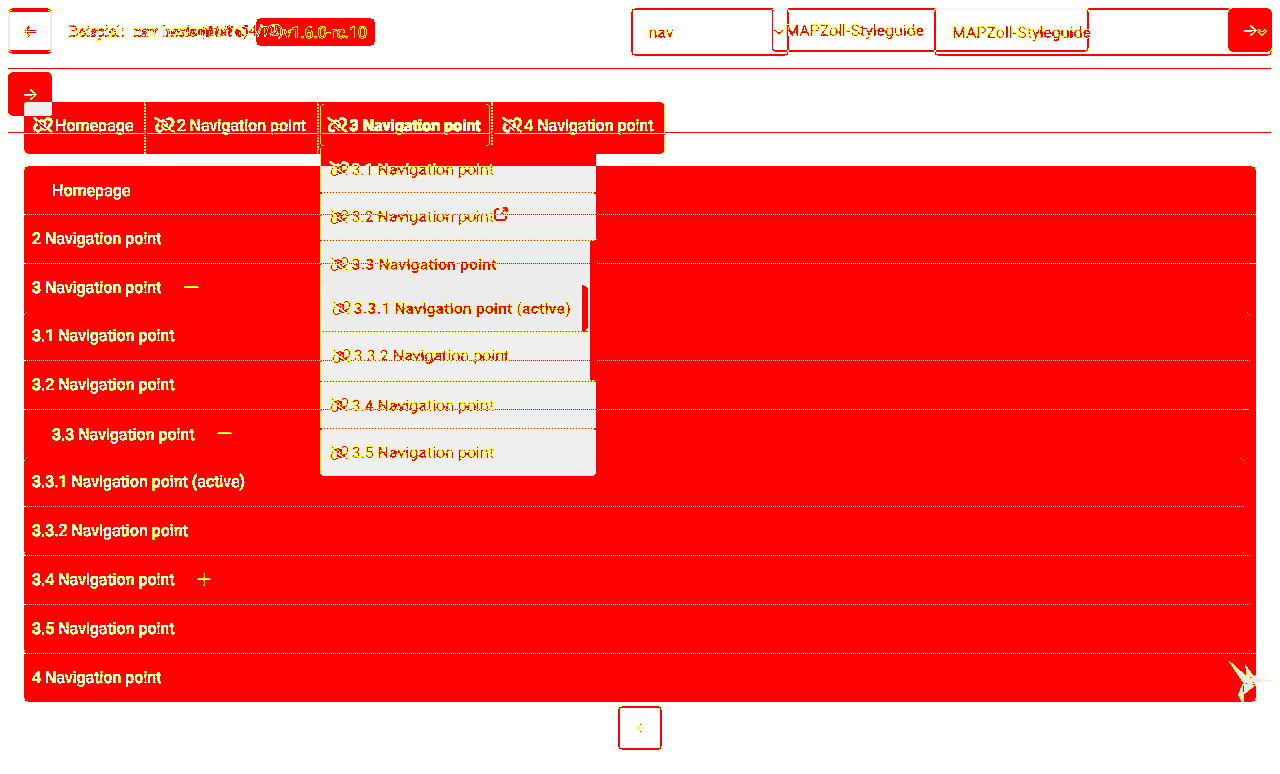 Beispiel: nav
v1.6.0-rc.10
nav
MAPZoll-Styleguide
MAPZoll-Styleguide
Homepage
2 Navigation point
3 Navigation point
4 Navigation point
3.1 Navigation point
Homepage
3.2 Navigation point
2 Navigation point
3.3 Navigation point
3 Navigation point
3.3.1 Navigation point (active)
3.1 Navigation point
3.3.2 Navigation point
3.2 Navigation point
3.4 Navigation point
3.3 Navigation point
3.5 Navigation point
3.3.1 Navigation point (active)
3.3.2 Navigation point
3.4 Navigation point
3.5 Navigation point
4 Navigation point